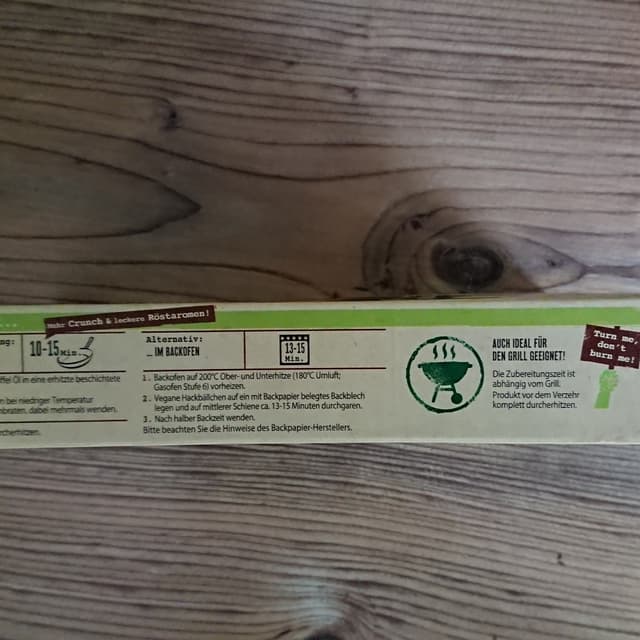 Mehr Crunch & leckere Röstaromen!
ng:
10-15 Min.
ffel Öl in eine erhitzte beschichtete
n bei niedriger Temperatur
nbraten, dabei mehrmals wenden.
rcherhitzen.
Alternativ:
... IM BACKOFEN
13-15
Min.
1. Backofen auf 200°C Ober- und Unterhitze (180°C Umluft;
Gasofen Stufe 6) vorheizen.
2. Vegane Hackbällchen auf ein mit Backpapier belegtes Backblech
legen und auf mittlerer Schiene ca. 13-15 Minuten durchgaren.
3. Nach halber Backzeit wenden.
Bitte beachten Sie die Hinweise des Backpapier-Herstellers.
AUCH IDEAL FÜR
DEN GRILL GEEIGNET!
Die Zubereitungszeit ist
abhängig vom Grill.
Produkt vor dem Verzehr
komplett durcherhitzen.
Turn me,
don't
burn me!